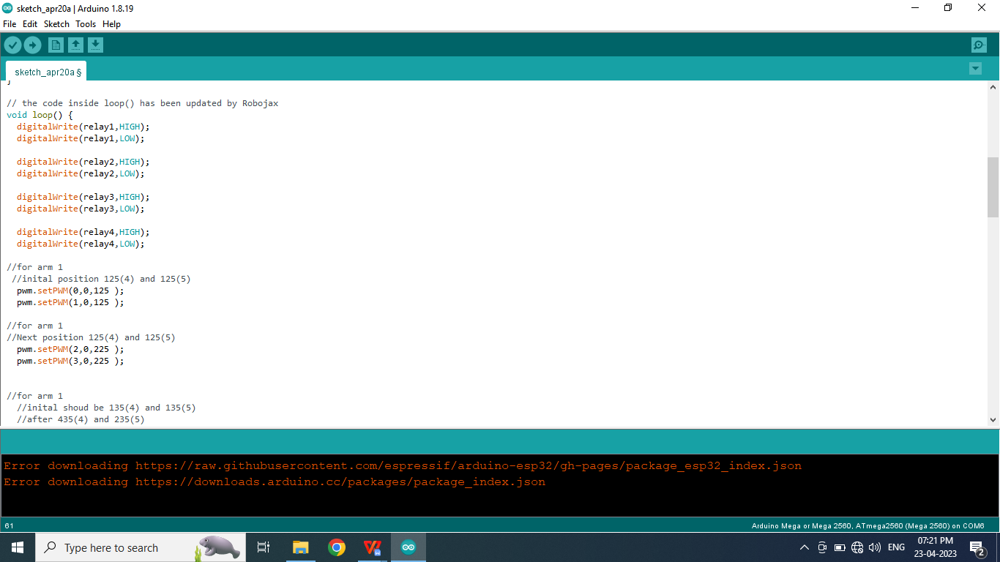 sketch_apr20a | Arduino 1.8.19
File Edit Sketch Tools Help
sketch_apr20a §
}
// the code inside loop() has been updated by Robojax
void loop() {
digitalWrite(relay1,HIGH);
digitalWrite(relay1,LOW);
digitalWrite(relay2,HIGH);
digitalWrite(relay2,LOW);
digitalWrite(relay3,HIGH);
digitalWrite(relay3,LOW);
digitalWrite(relay4,HIGH);
digitalWrite(relay4,LOW);
//for arm 1
//inital position 125(4) and 125(5)
pwm.setPWM(0,0,125 );
pwm.setPWM(1,0,125 );
//for arm 1
//Next position 125(4) and 125(5)
pwm.setPWM(2,0,225 );
pwm.setPWM(3,0,225 );
//for arm 1
//inital shoud be 135(4) and 135(5)
//after 435(4) and 235(5)
Error downloading https://raw.githubusercontent.com/espressif/arduino-esp32/gh-pages/package_esp32_index.json
Error downloading https://downloads.arduino.cc/packages/package_index.json
61
Arduino Mega or Mega 2560, ATmega2560 (Mega 2560) on COM6
Type here to search
ENG
07:21 PM
23-04-2023
2